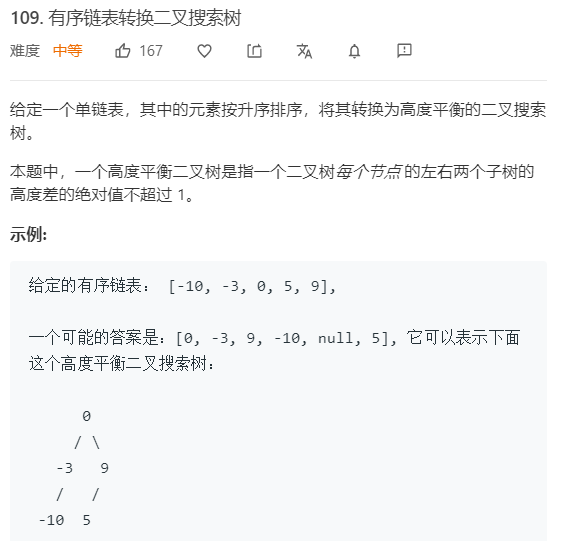 109. 有序链表转换二叉搜索树
难度 中等 167
给定一个单链表，其中的元素按升序排序，将其转换为高度平衡的二叉搜索
树。
本题中，一个高度平衡二叉树是指一个二叉树每个节点 的左右两个子树的
高度差的绝对值不超过 1。
示例:
给定的有序链表： [-10, -3, 0, 5, 9],
一个可能的答案是：[0, -3, 9, -10, null, 5], 它可以表示下面
这个高度平衡二叉搜索树：
0
/ \
-3 9
/ /
-10 5